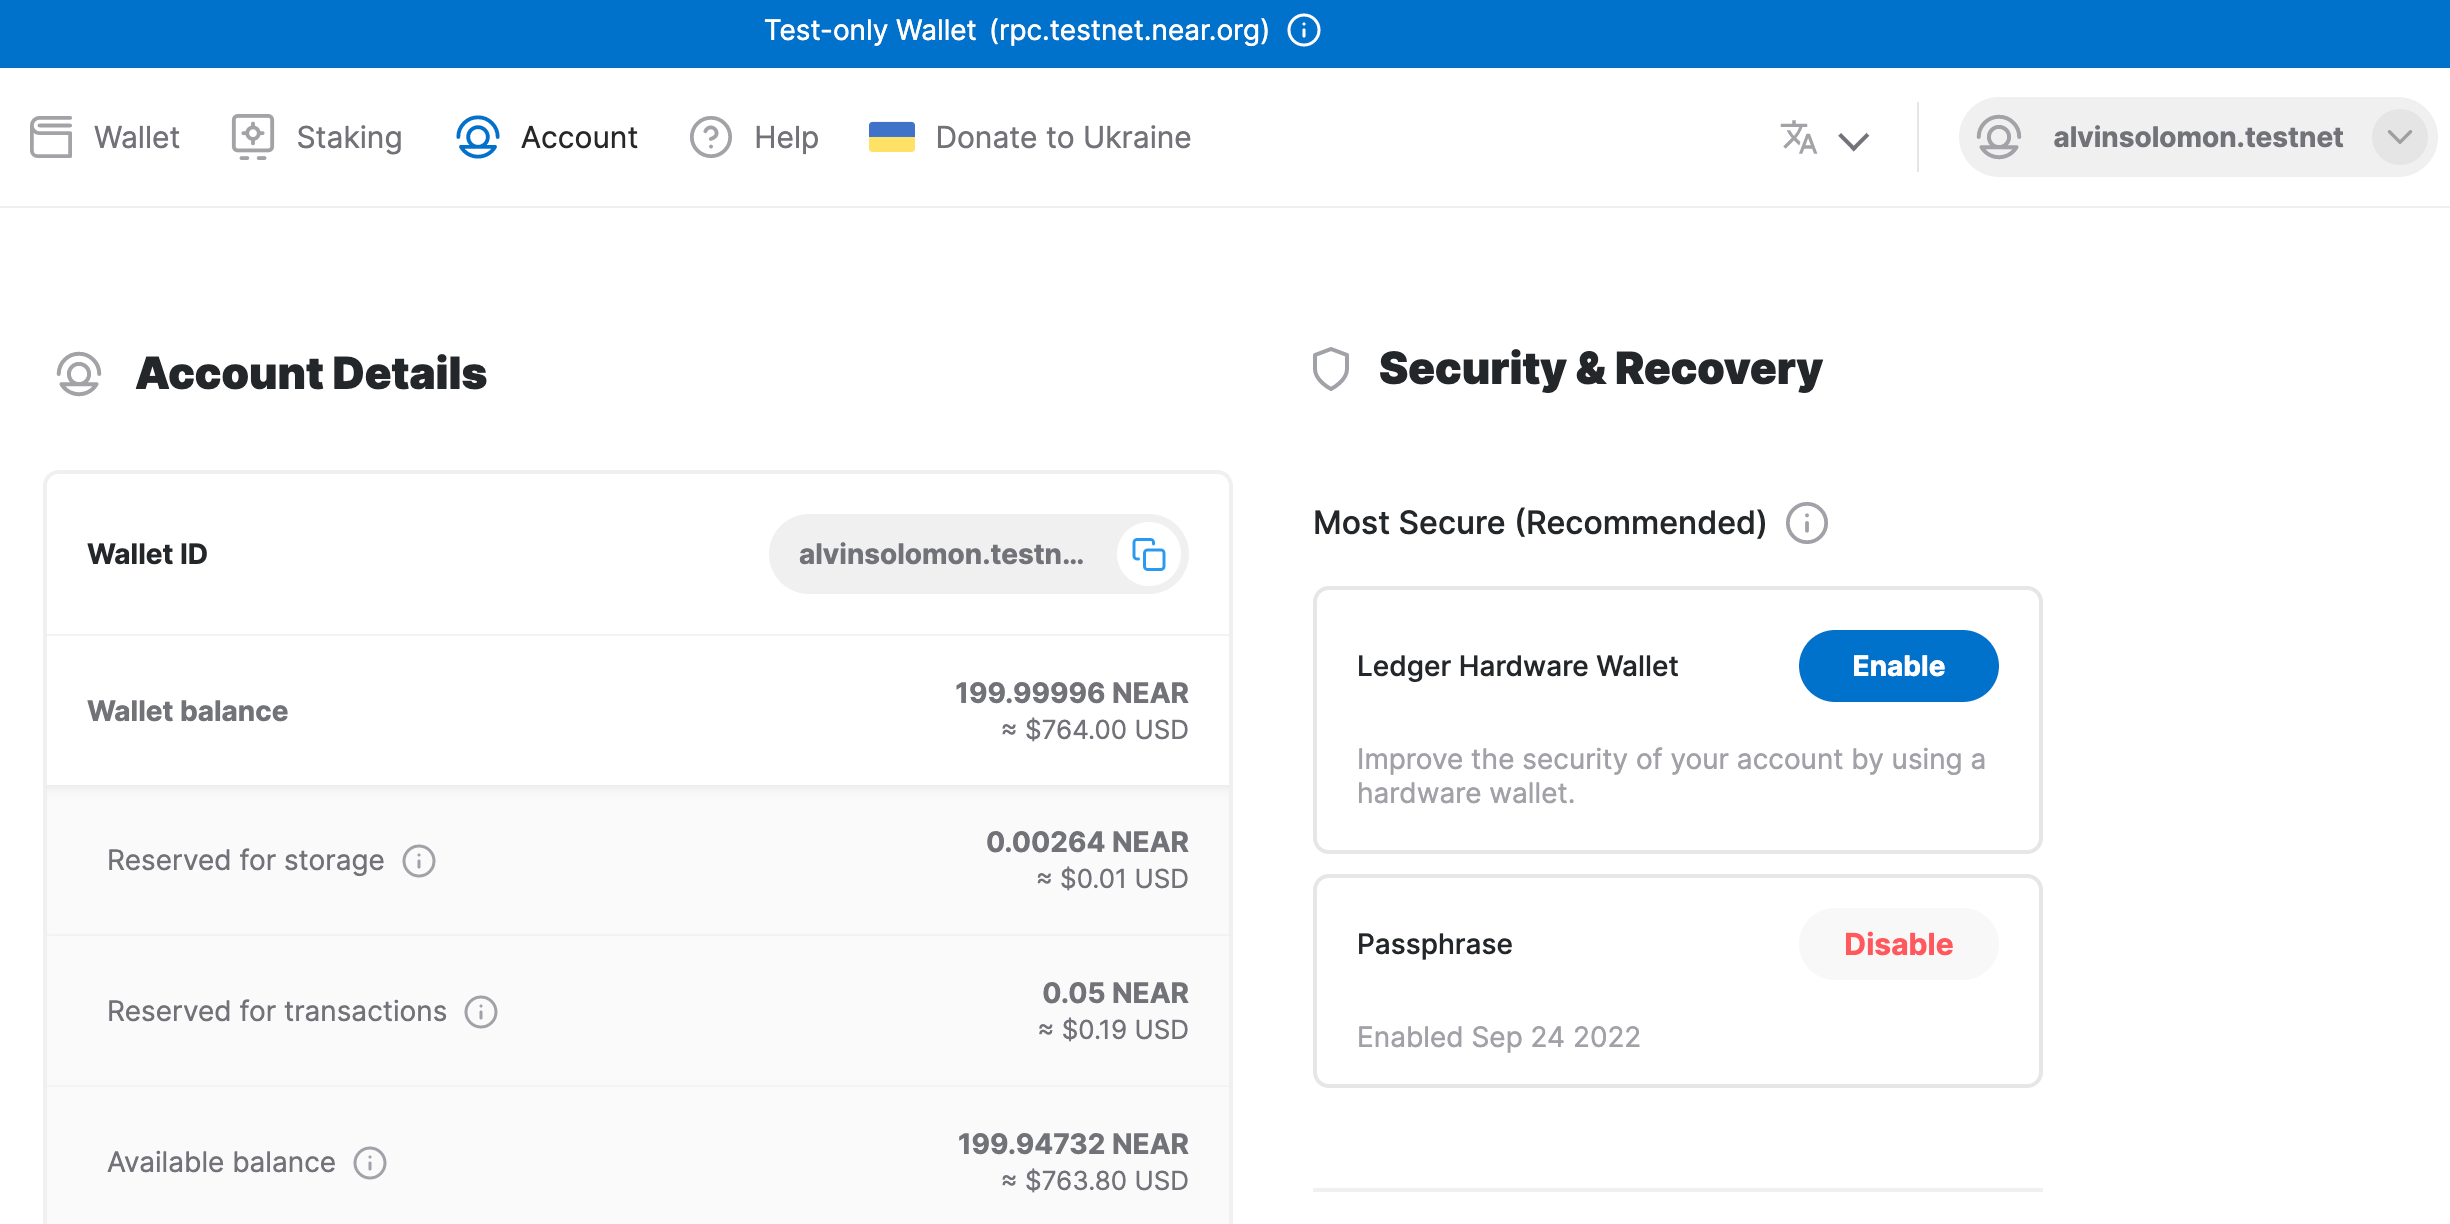 Test-only Wallet (rpc.testnet.near.org)
Wallet
Staking
Account
Help
Donate to Ukraine
alvinsolomon.testnet
Account Details
Wallet ID
alvinsolomon.testn...
Wallet balance
199.99996 NEAR
≈ $764.00 USD
Reserved for storage
0.00264 NEAR
≈ $0.01 USD
Reserved for transactions
0.05 NEAR
≈ $0.19 USD
Available balance
199.94732 NEAR
≈ $763.80 USD
Security & Recovery
Most Secure (Recommended)
Ledger Hardware Wallet
Enable
Improve the security of your account by using a
hardware wallet.
Passphrase
Disable
Enabled Sep 24 2022